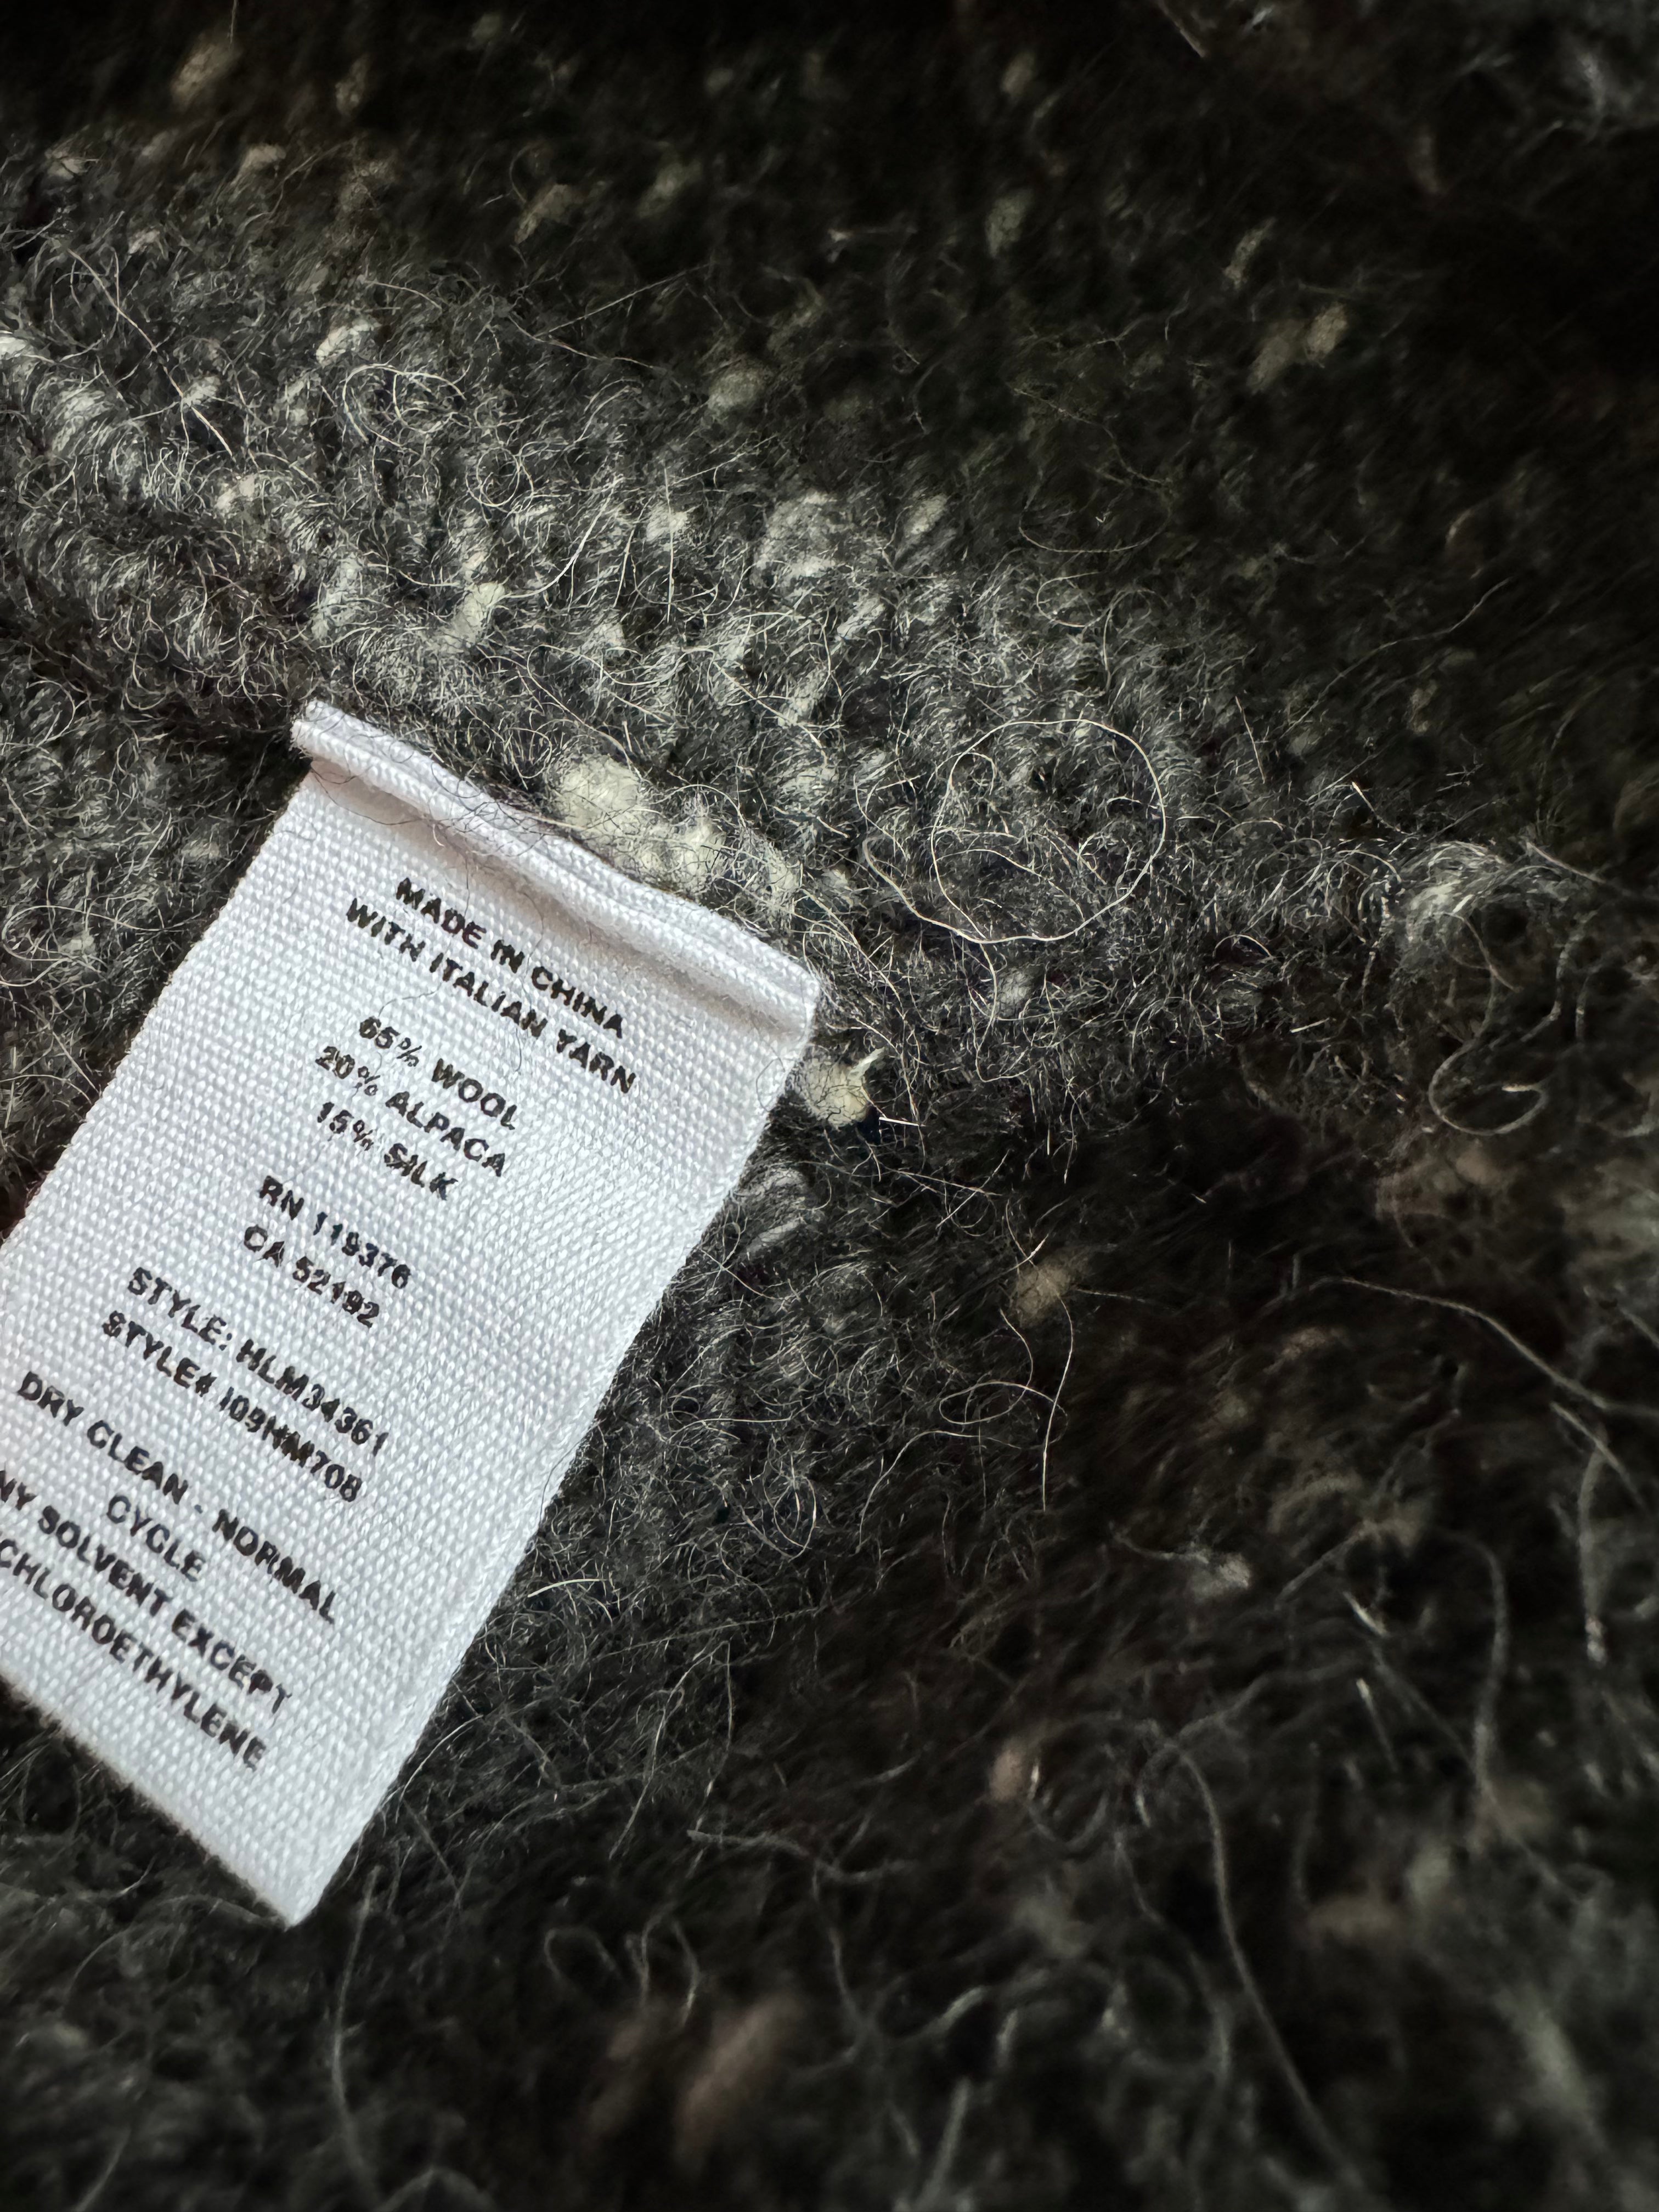 MADE IN CHINA
WITH ITALIAN YARN
65% WOOL
20% ALPACA
15% SILK
RN 119376
CA 52192
STYLE: HLM34361
STYLE# I09HM708
DRY CLEAN - NORMAL
CYCLE
NY SOLVENT EXCEPT
CHLOROETHYLENE